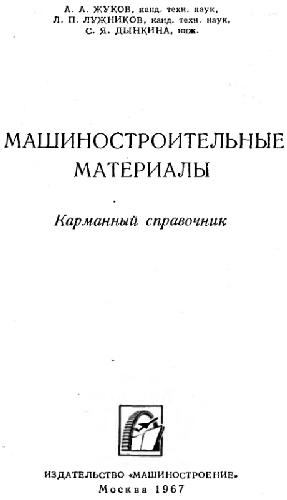 А. А. ЖУКОВ, канд. техн. наук,
Л. П. ЛУЖНИКОВ, канд. техн. наук,
С. Я. ДЫНКИНА, инж.
МАШИНОСТРОИТЕЛЬНЫЕ
МАТЕРИАЛЫ
Карманный справочник
ИЗДАТЕЛЬСТВО «МАШИНОСТРОЕНИЕ»
Москва 1967